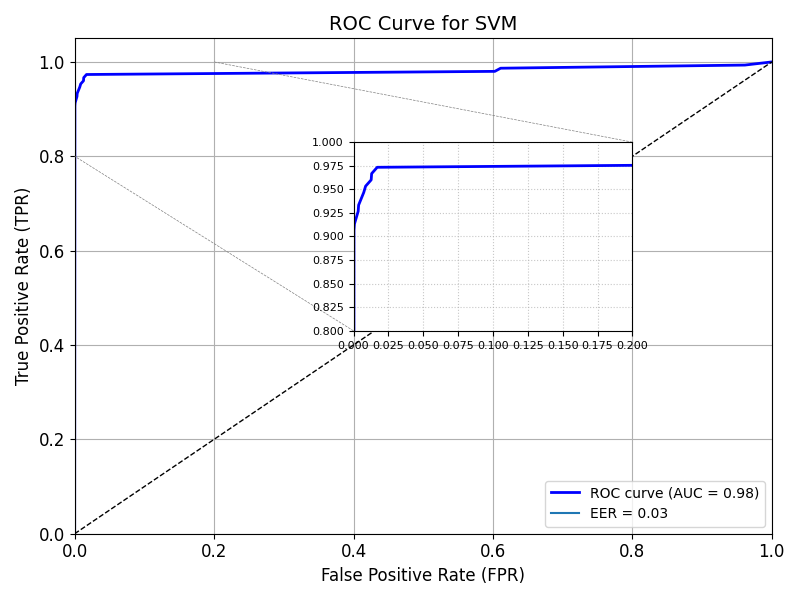 ROC Curve for SVM
True Positive Rate (TPR)
1.0
0.8
0.6
0.4
0.2
0.0
1.000
0.975
0.950
0.925
0.900
0.875
0.850
0.825
0.800
0.000 0.025 0.050 0.075 0.100 0.125 0.150 0.175 0.200
ROC curve (AUC = 0.98)
EER = 0.03
0.0 0.2 0.4 0.6 0.8 1.0
False Positive Rate (FPR)